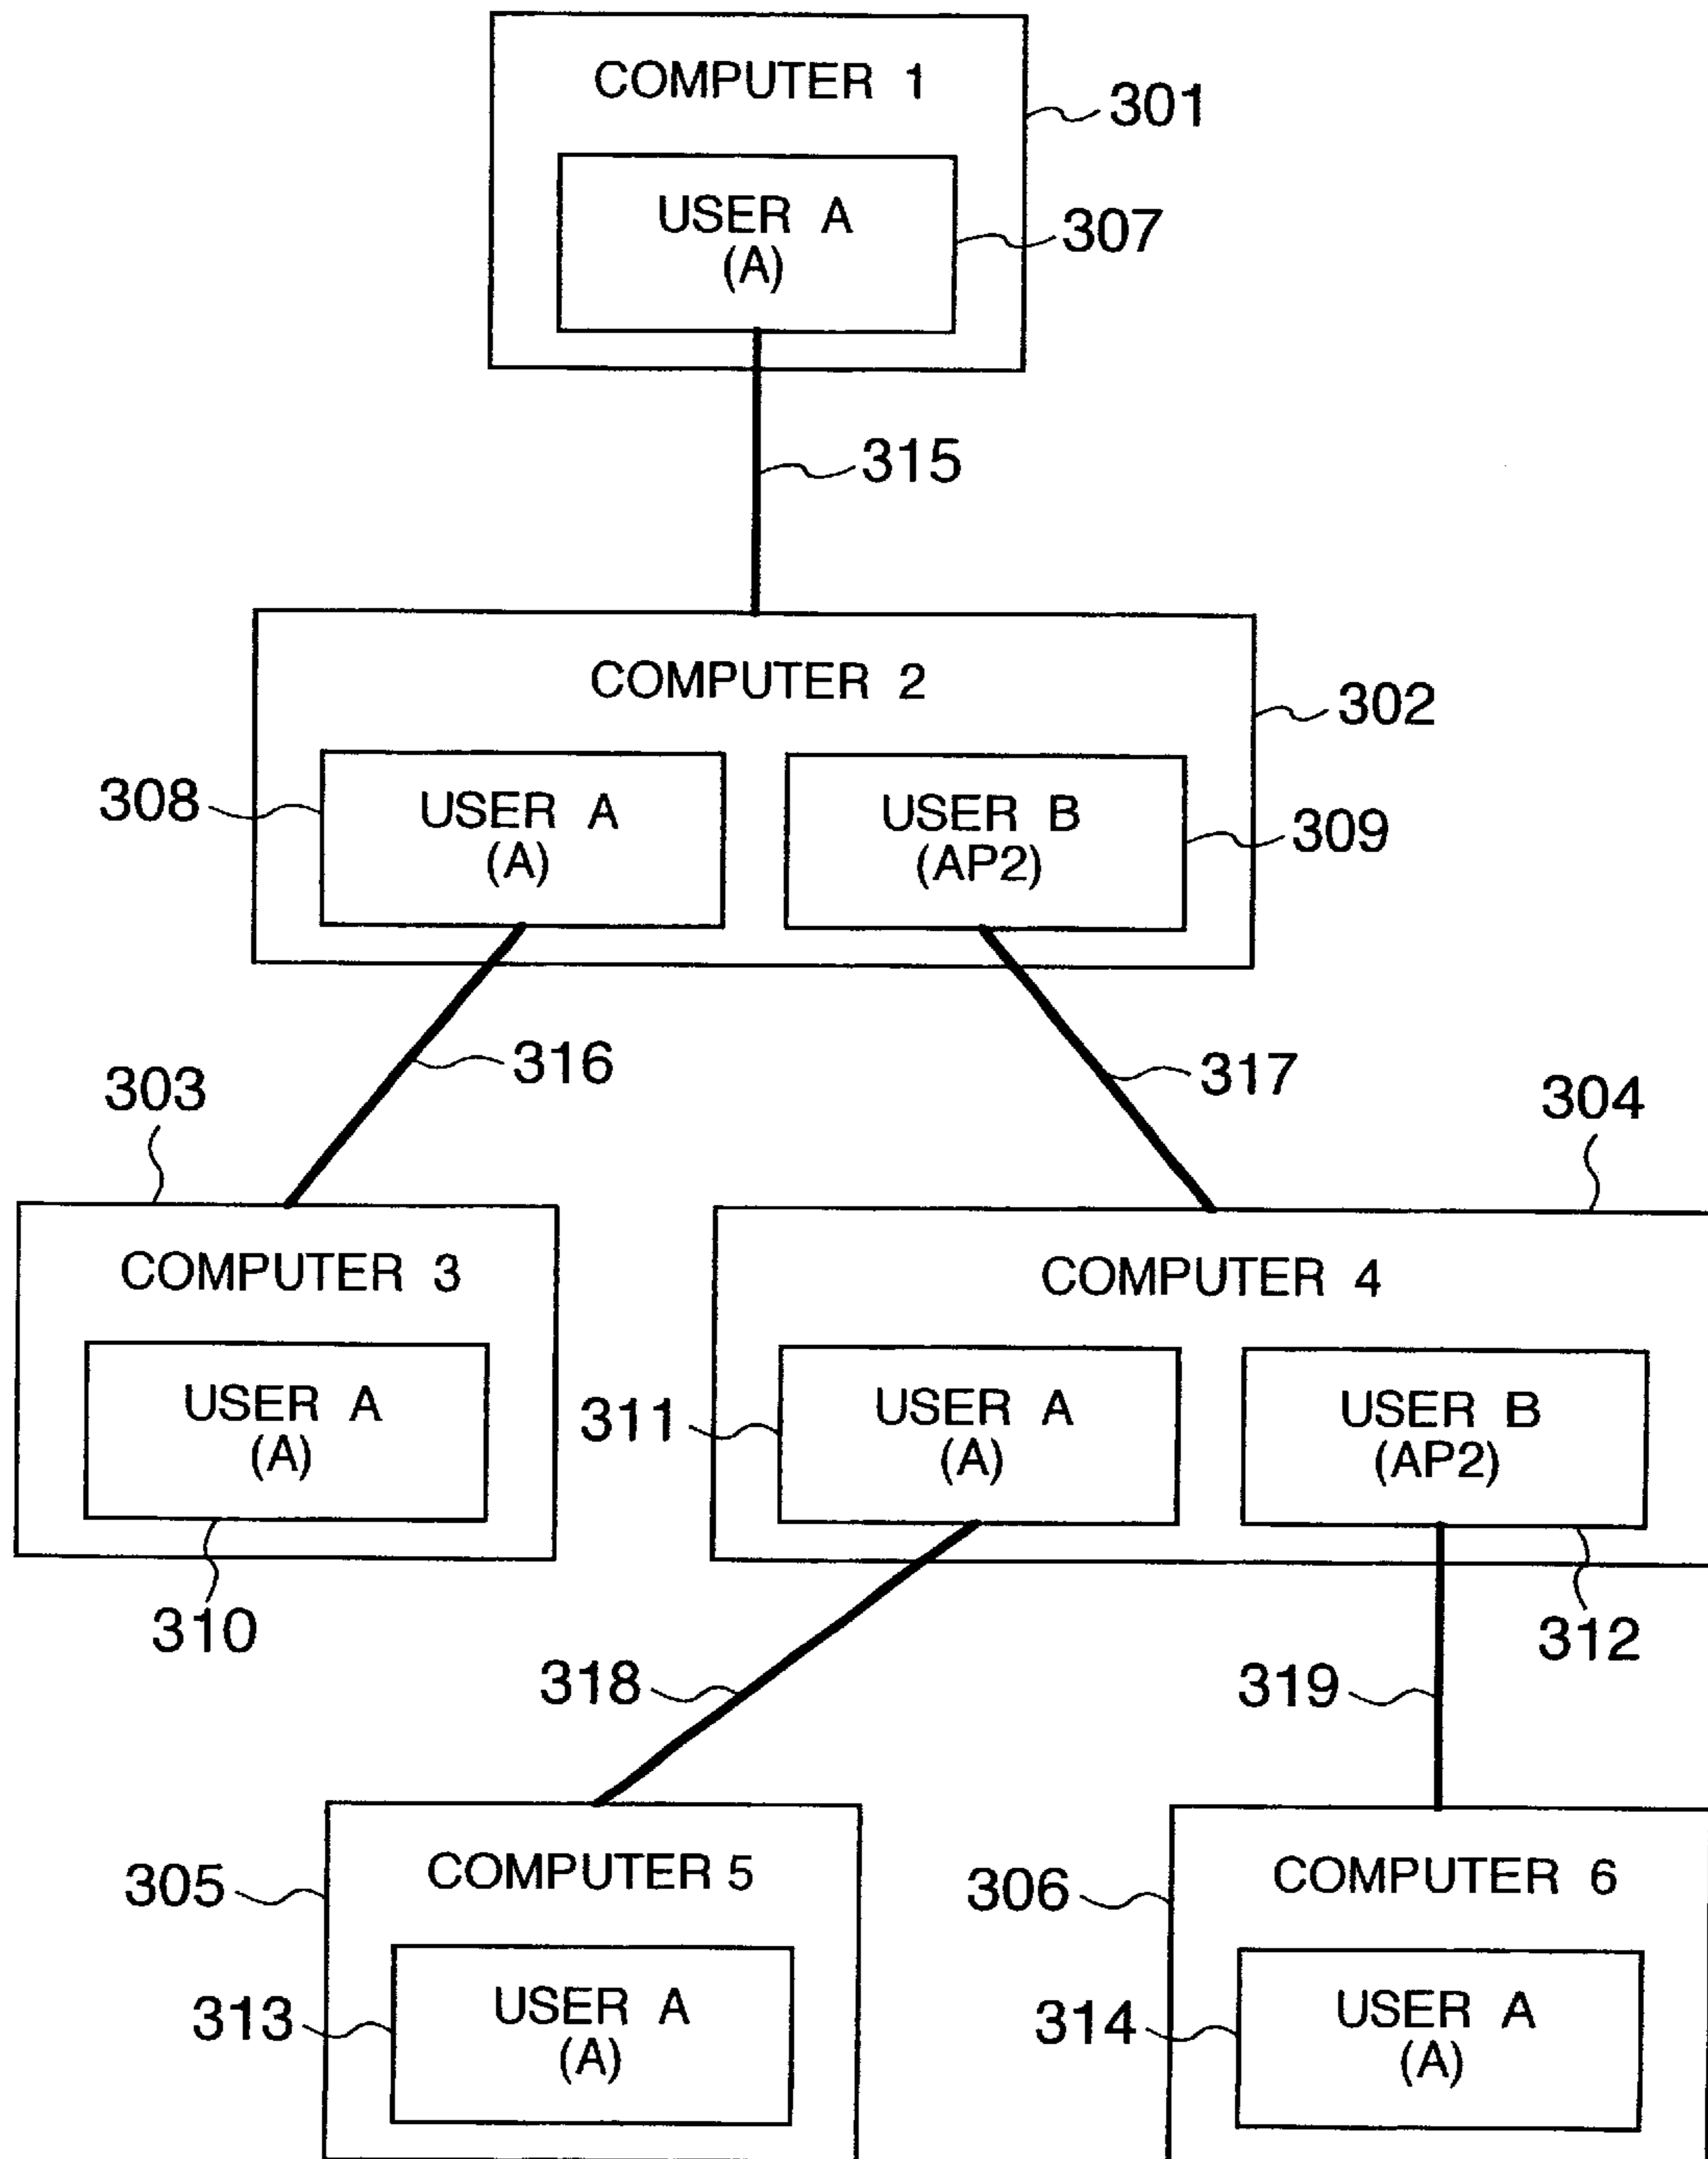 COMPUTER 1
301
USER A
(A)
307
315
COMPUTER 2
302
308
USER A
(A)
USER B
(AP2)
309
316
317
303
304
COMPUTER 3
COMPUTER 4
USER A
(A)
311
USER A
(A)
USER B
(AP2)
310
312
318
319
305
COMPUTER 5
306
COMPUTER 6
313
USER A
(A)
314
USER A
(A)